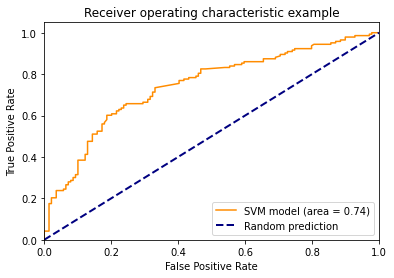 Receiver operating characteristic example
True Positive Rate
1.0
0.8
0.6
0.4
0.2
0.0
SVM model (area = 0.74)
Random prediction
0.0 0.2 0.4 0.6 0.8 1.0
False Positive Rate